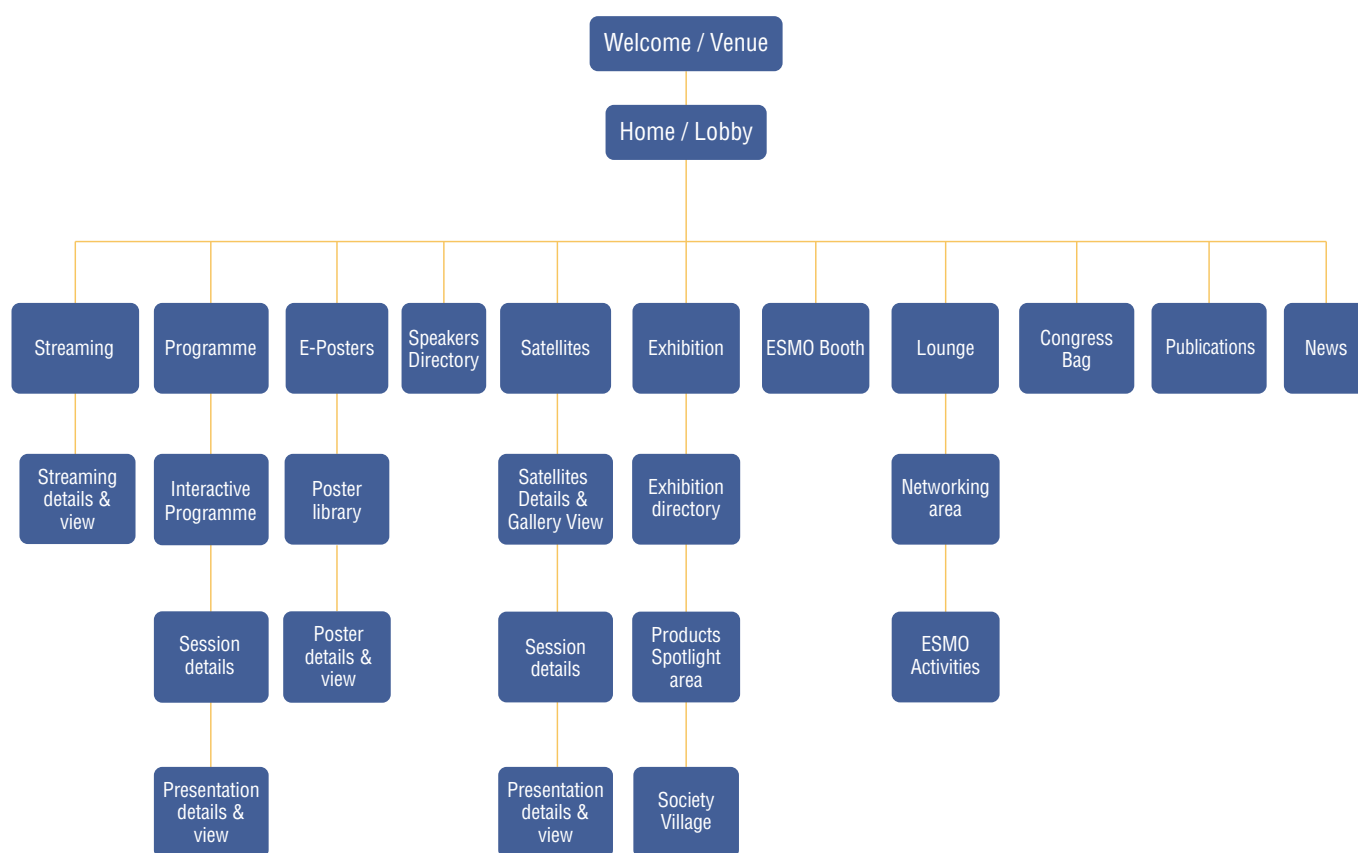 Welcome / Venue
Home / Lobby
Streaming
Programme
E-Posters
Speakers
Directory
Satellites
Exhibition
ESMO Booth
Lounge
Congress
Bag
Publications
News
Streaming
details &
view
Interactive
Programme
Poster
library
Satellites
Details &
Gallery View
Exhibition
directory
Networking
area
Session
details
Poster
details &
view
Session
details
Products
Spotlight
area
ESMO
Activities
Presentation
details &
view
Presentation
details &
view
Society
Village